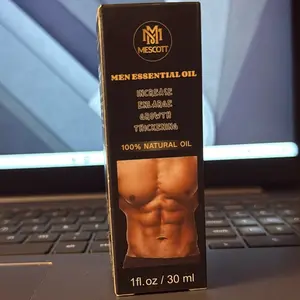 MESCOTT
MEN ESSENTIAL OIL
INCREASE
ENLARGE
GROWTH
THICKENING
100% NATURAL OIL
1fl.oz / 30 ml